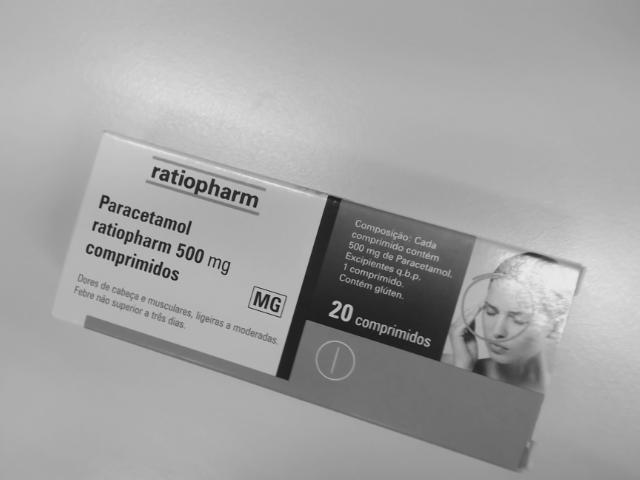 ratiopharm
Paracetamol
ratiopharm 500 mg
comprimidos
Dores de cabeça e musculares, ligeiras a moderadas.
Febre não superior a três dias.
MG
Composição: Cada
comprimido contém
500 mg de Paracetamol.
Excipientes q.b.p.
1 comprimido.
Contém glúten.
20 comprimidos